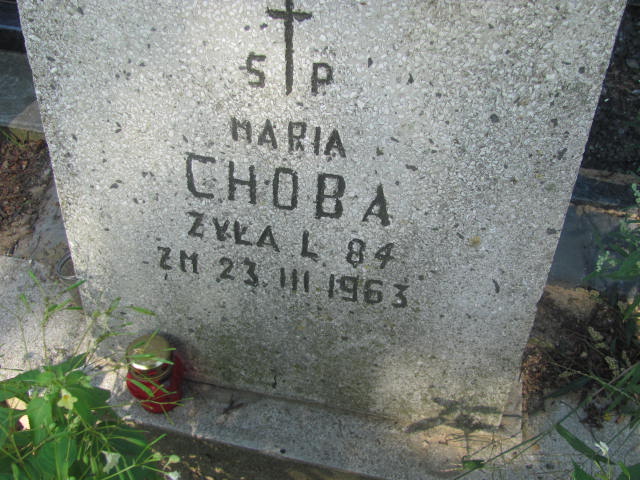 S P
MARIA
CHOBA
ŻYŁA L. 84
ZM 23. III 1963